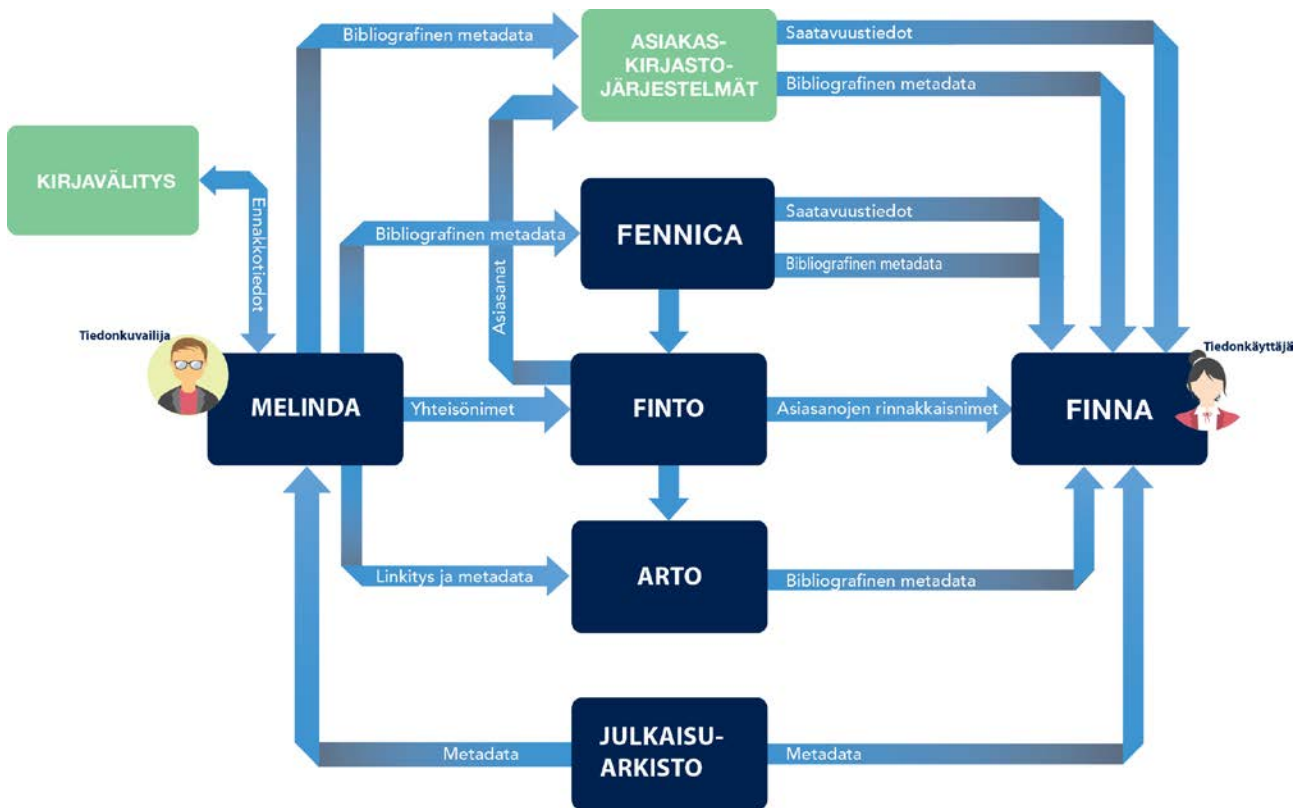 Bibliografinen metadata
ASIAKAS-
KIRJASTO-
JÄRJESTELMÄT
Saatavuustiedot
Bibliografinen metadata
KIRJAVÄLITYS
Ennakkotiedot
Bibliografinen metadata
FENNICA
Saatavuustiedot
Bibliografinen metadata
Asiasanat
Tiedonkuvailija
MELINDA
Yhteisönimet
FINTO
Asiasanojen rinnakkaisnimet
FINNA
Tiedonkäyttäjä
Linkitys ja metadata
ARTO
Bibliografinen metadata
Metadata
JULKAISU-
ARKISTO
Metadata